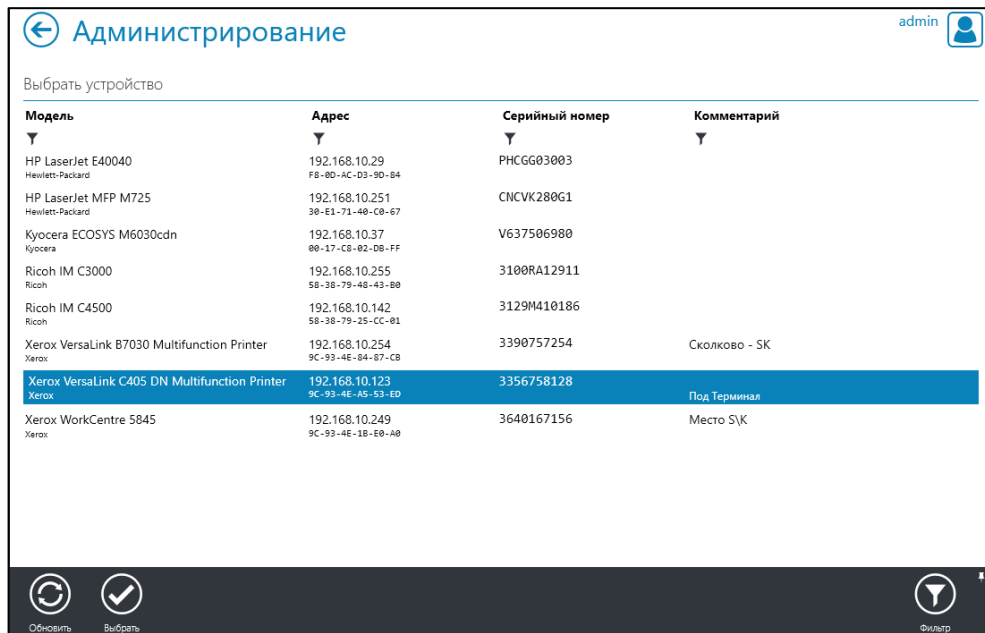 Администрирование
admin
Выбрать устройство
Модель Адрес Серийный номер Комментарий
HP LaserJet E40040 192.168.10.29 PHCGG03003
Hewlett-Packard F8-0D-AC-D3-9D-84
HP LaserJet MFP M725 192.168.10.251 CNCVK280G1
Hewlett-Packard 30-E1-71-40-C0-67
Kyocera ECOSYS M6030cdn 192.168.10.37 V637506980
Kyocera 00-17-C8-02-DB-FF
Ricoh IM C3000 192.168.10.255 3100RA12911
Ricoh 58-38-79-48-43-B0
Ricoh IM C4500 192.168.10.142 3129M410186
Ricoh 58-38-79-25-CC-01
Xerox VersaLink B7030 Multifunction Printer 192.168.10.254 3390757254 Сколково - SK
Xerox 9C-93-4E-84-87-CB
Xerox VersaLink C405 DN Multifunction Printer 192.168.10.123 3356758128
Xerox 9C-93-4E-A5-53-ED Под Терминал
Xerox WorkCentre 5845 192.168.10.249 3640167156 Место S\K
Xerox 9C-93-4E-1B-E0-A0
Обновить Выбрать Фильтр